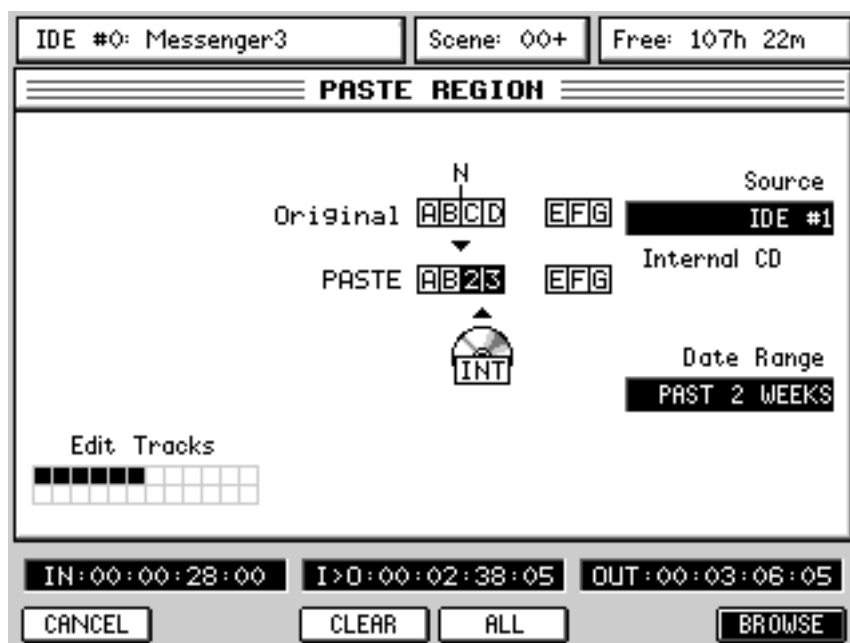 IDE #0: Messenger3
Scene: 00+
Free: 107h 22m
PASTE REGION
N
Original ABCD EFG
Source
IDE #1
Internal CD
PASTE AB23 EFG
INT
Date Range
PAST 2 WEEKS
Edit Tracks
IN:00:00:28:00
I>O:00:02:38:05
OUT:00:03:06:05
CANCEL
CLEAR
ALL
BROWSE